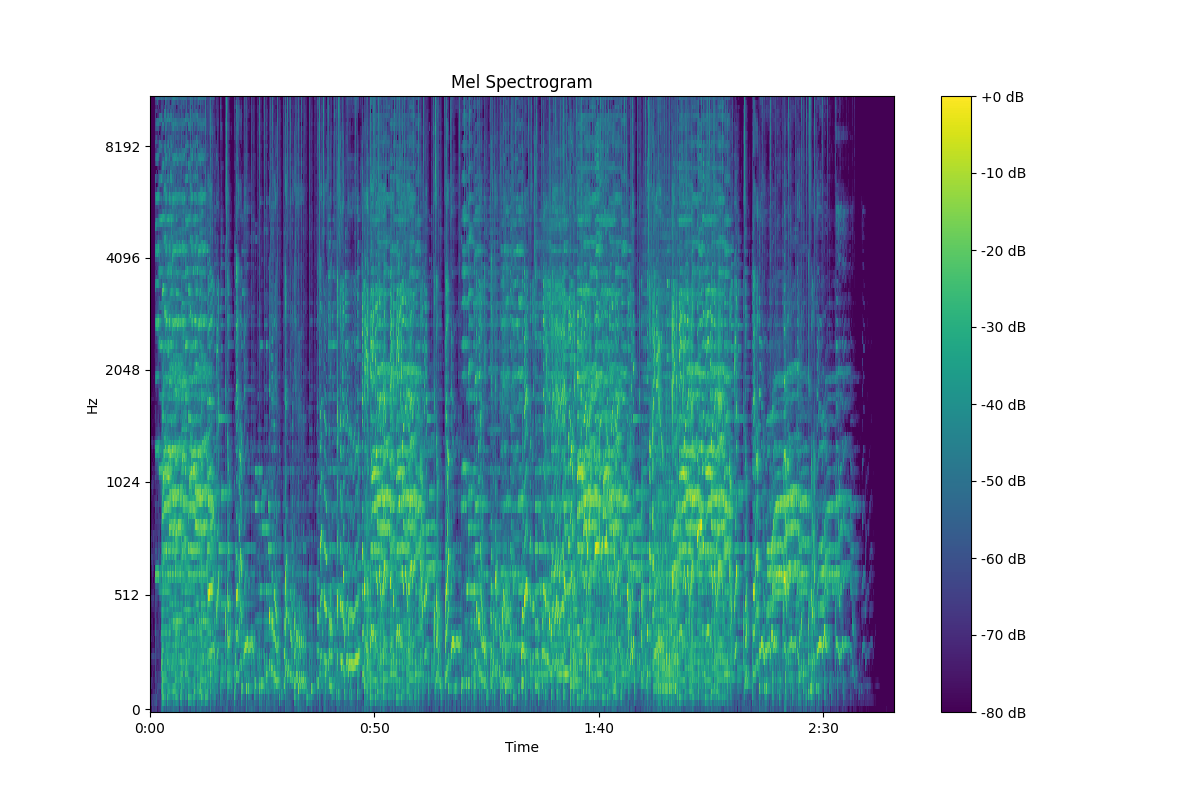 Mel Spectrogram
+0 dB
8192
-10 dB
-20 dB
4096
-30 dB
2048
Hz
-40 dB
1024
-50 dB
-60 dB
512
-70 dB
0
-80 dB
0:00
0:50
1:40
2:30
Time